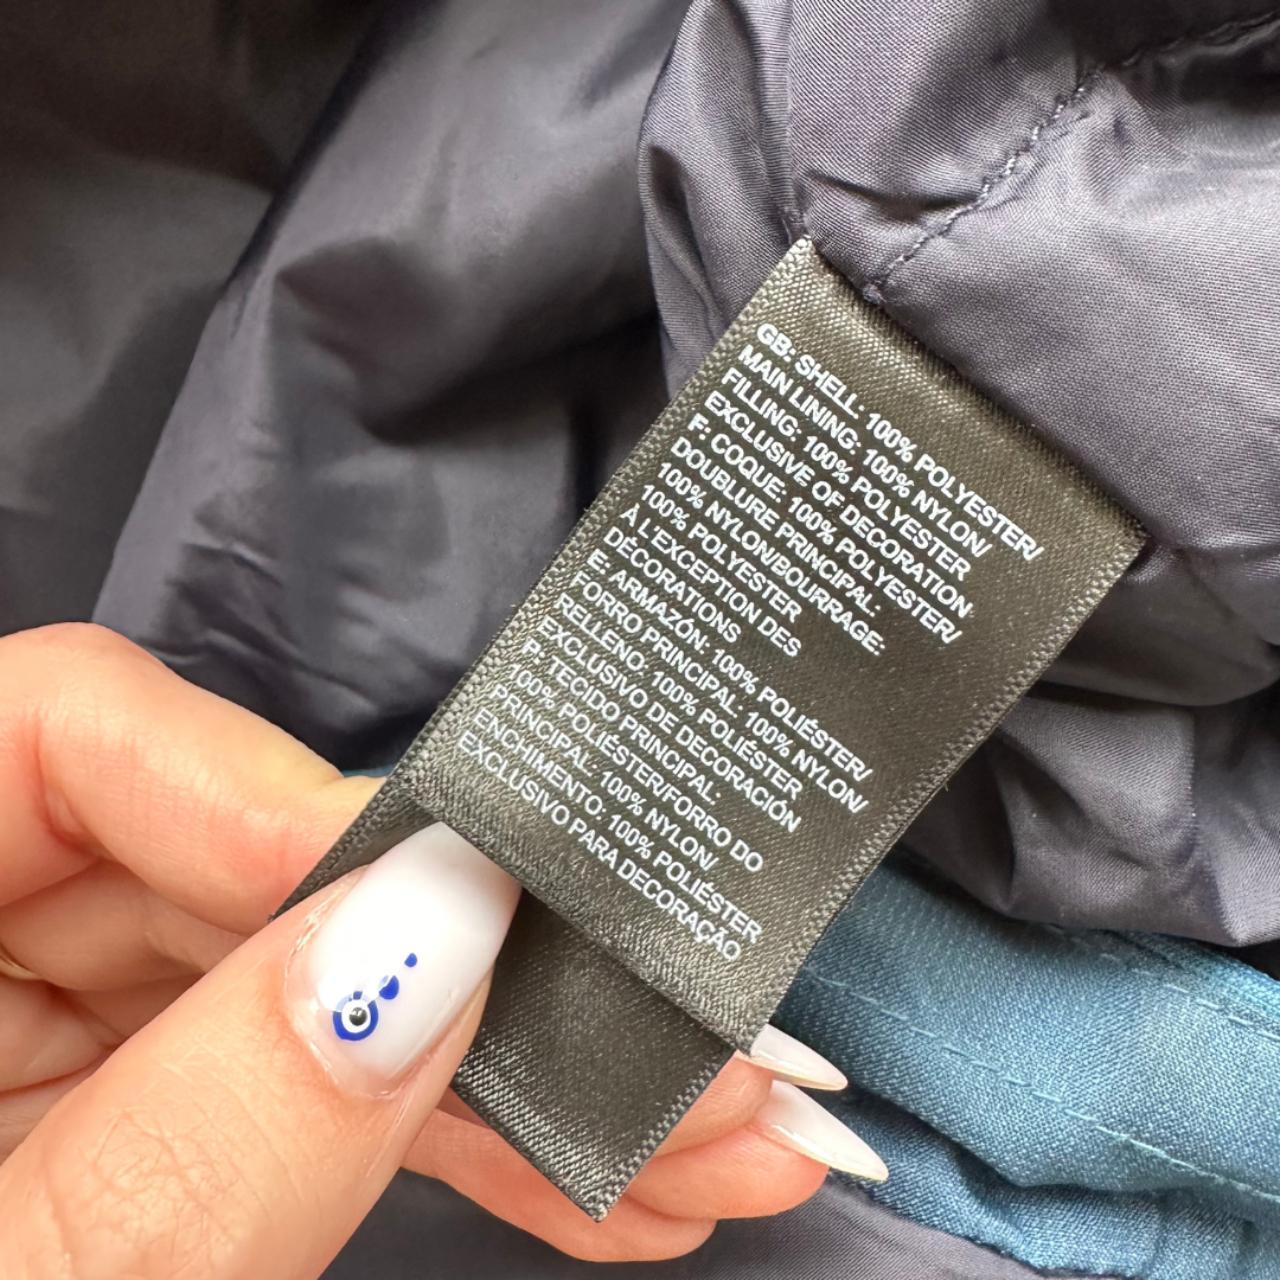 GB: SHELL: 100% POLYESTER/
MAIN LINING: 100% NYLON/
FILLING: 100% POLYESTER
EXCLUSIVE OF DECORATION
F: COQUE: 100% POLYESTER/
DOUBLURE PRINCIPAL:
100% NYLON/BOURRAGE:
100% POLYESTER
À L'EXCEPTION DES
DÉCORATIONS
E: ARMAZÓN: 100% POLIÉSTER/
FORRO PRINCIPAL: 100% NYLON/
RELLENO: 100% POLIÉSTER
EXCLUSIVO DE DECORACIÓN
P: TECIDO PRINCIPAL:
100% POLIÉSTER/FORRO DO
PRINCIPAL: 100% NYLON/
ENCHIMENTO: 100% POLIÉSTER
EXCLUSIVO PARA DECORAÇÃO